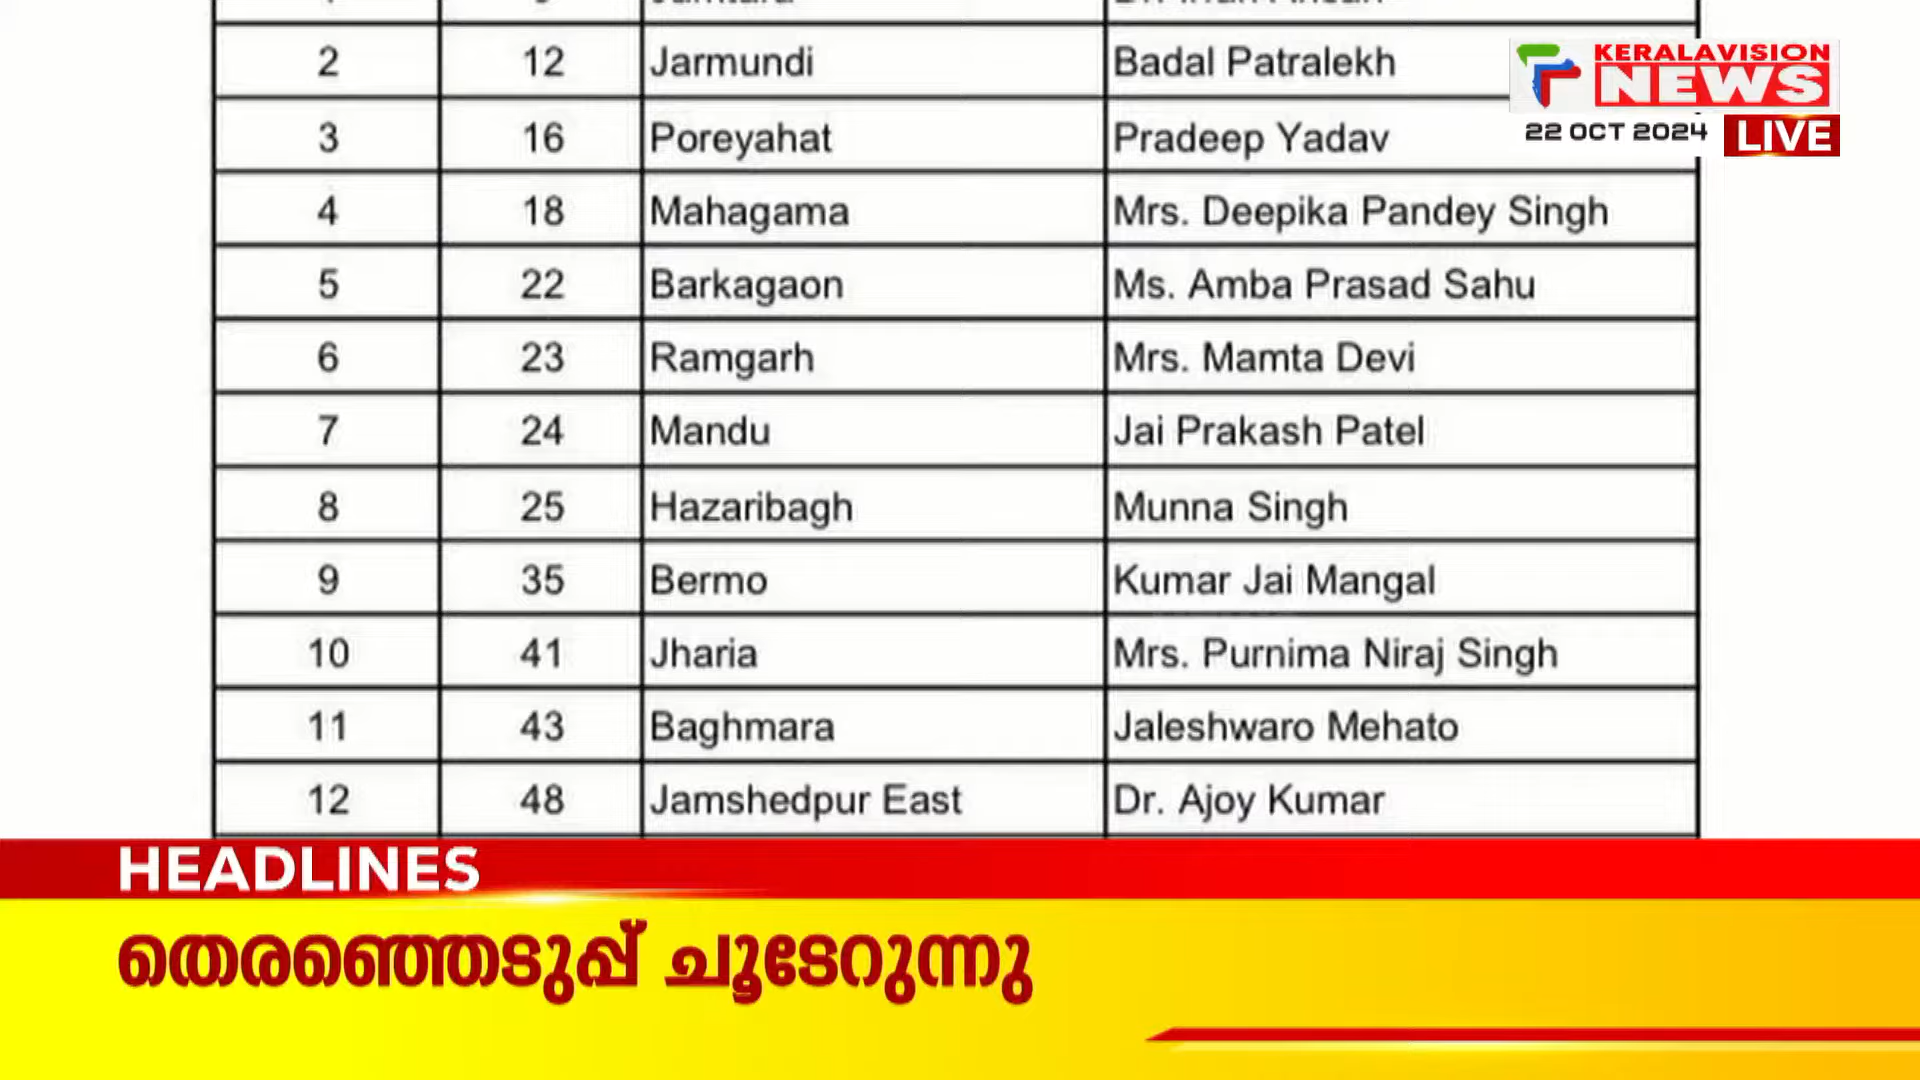 2 12 Jarmundi Badal Patralekh
3 16 Poreyahat Pradeep Yadav
4 18 Mahagama Mrs. Deepika Pandey Singh
5 22 Barkagaon Ms. Amba Prasad Sahu
6 23 Ramgarh Mrs. Mamta Devi
7 24 Mandu Jai Prakash Patel
8 25 Hazaribagh Munna Singh
9 35 Bermo Kumar Jai Mangal
10 41 Jharia Mrs. Purnima Niraj Singh
11 43 Baghmara Jaleshwaro Mehato
12 48 Jamshedpur East Dr. Ajoy Kumar
KERALAVISION
NEWS
22 OCT 2024 LIVE
HEADLINES
തെരഞ്ഞെടുപ്പ് ചൂടേറുന്നു